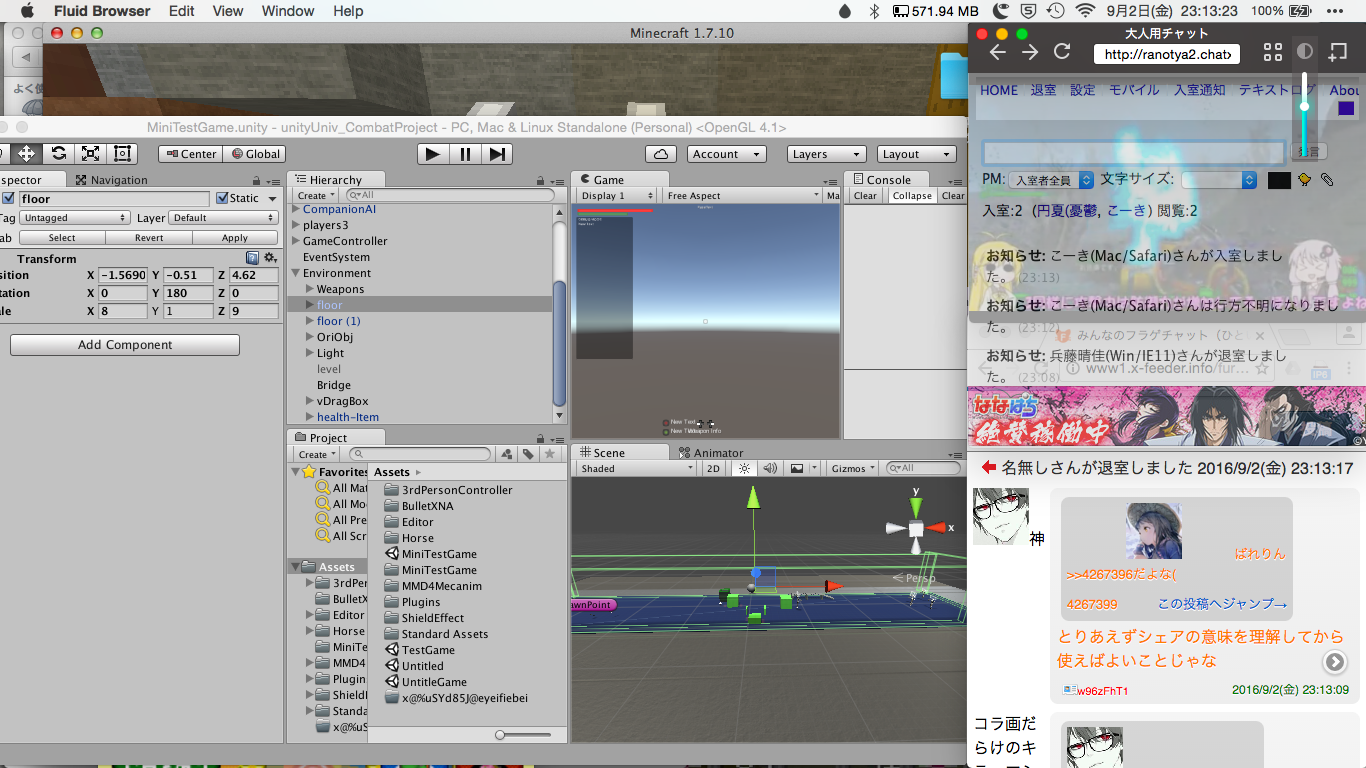 Fluid Browser Edit View Window Help
571.94 MB 9月2日(金) 23:13:23 100%
Minecraft 1.7.10
よく使
MiniTestGame.unity - unityUniv_CombatProject - PC, Mac & Linux Standalone (Personal) <OpenGL 4.1>
Center Global
Account Layers Layout
spector Navigation
floor Static
Tag Untagged Layer Default
ab Select Revert Apply
Transform
sition X −1.5690 Y −0.51 Z 4.62
tation X 0 Y 180 Z 0
ale X 8 Y 1 Z 9
Add Component
Hierarchy
Create All
CompanionAI
players3
GameController
EventSystem
Environment
Weapons
floor
floor (1)
OriObj
Light
level
Bridge
vDragBox
health-Item
Project
Create
Favorites
All Mat
All Mod
All Pre
All Scri
Assets
3rdPer
BulletX
Editor
Horse
MiniTe
MMD4
Plugin
ShieldI
Standa
x@%uS
Assets
3rdPersonController
BulletXNA
Editor
Horse
MiniTestGame
MiniTestGame
MMD4Mecanim
Plugins
ShieldEffect
Standard Assets
TestGame
Untitled
UntitleGame
x@%uSYd85J@eyeifiebei
Game
Display 1 Free Aspect Ma
New Text
New Text
Weapon Info
Console
Clear Collapse Clear
Scene Animator
Shaded 2D Gizmos All
y
x
Persp
awnPoint
大人用チャット
http://ranotya2.chatx
HOME 退室 設定 モバイル 入室通知 テキストログ Abou
発言
PM: 入室者全員 文字サイズ:
入室:2 (円夏(憂鬱, こーき) 閲覧:2
お知らせ: こーき(Mac/Safari)さんが入室しまし
た。 (23:13)
お知らせ: こーき(Mac/Safari)さんは行方不明になりまし
た。 (23:12)
みんなのフラゲチャット（ひと
お知らせ: 兵藤晴佳(Win/IE11)さんが退室しまし
た。 (23:08)
www1.x-feeder.info/fur...
ななはち
絶賛稼働中
名無しさんが退室しました 2016/9/2(金) 23:13:17
神
ぱれりん
>>4267396だよな(
4267399 この投稿へジャンプ→
とりあえずシェアの意味を理解してから
使えばよいことじゃな
w96zFhT1 2016/9/2(金) 23:13:09
コラ画だ
らけのキ